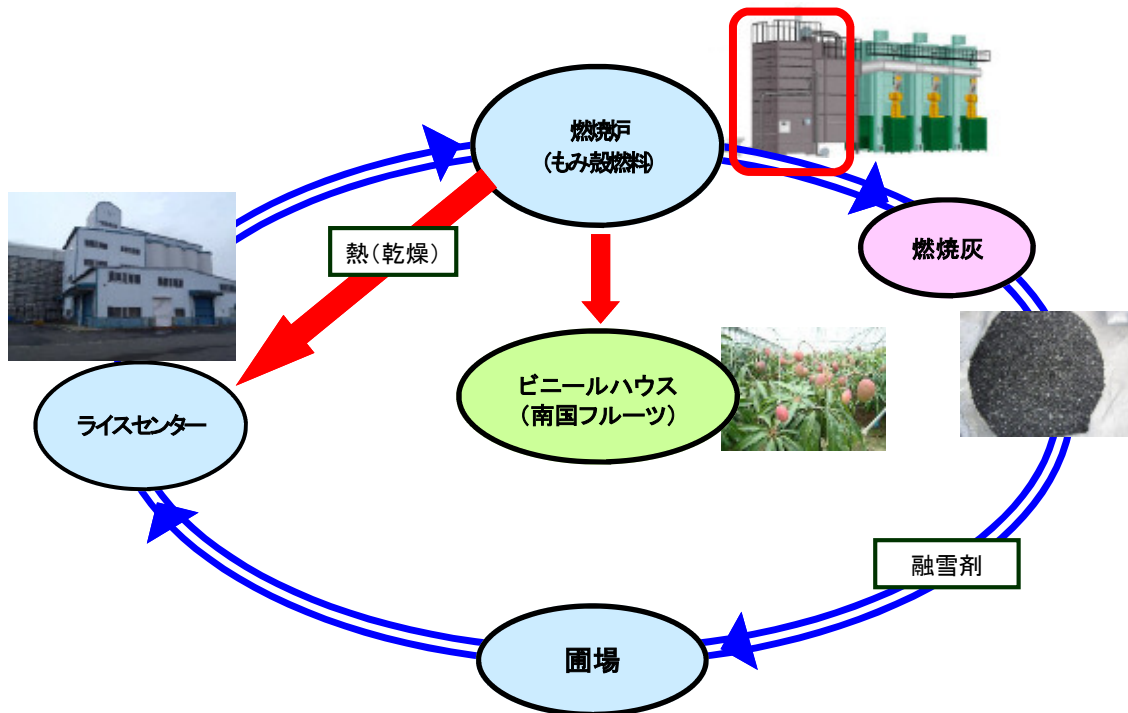 燃焼炉
(もみ殻燃料)
熱(乾燥)
燃焼灰
ビニールハウス
(南国フルーツ)
ライスセンター
融雪剤
圃場